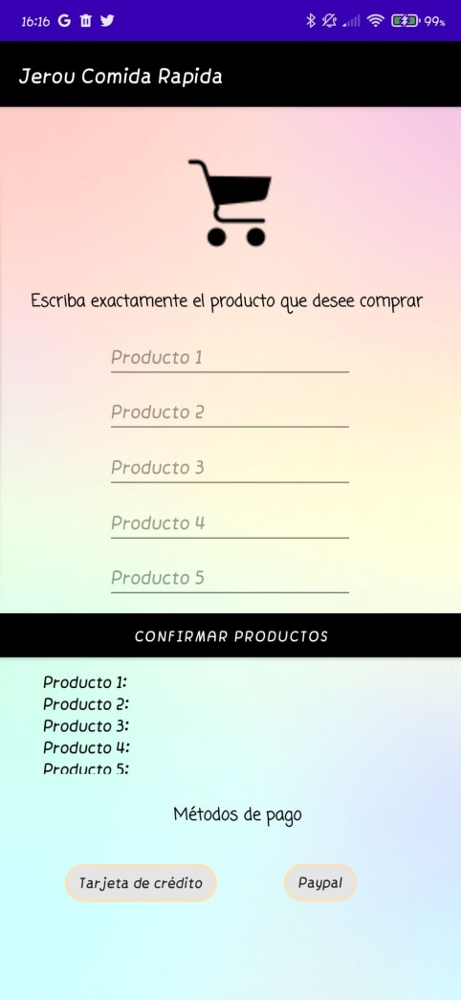 16:16
99%
Jerou Comida Rapida
Escriba exactamente el producto que desee comprar
Producto 1
Producto 2
Producto 3
Producto 4
Producto 5
CONFIRMAR PRODUCTOS
Producto 1:
Producto 2:
Producto 3:
Producto 4:
Producto 5:
Métodos de pago
Tarjeta de crédito
Paypal